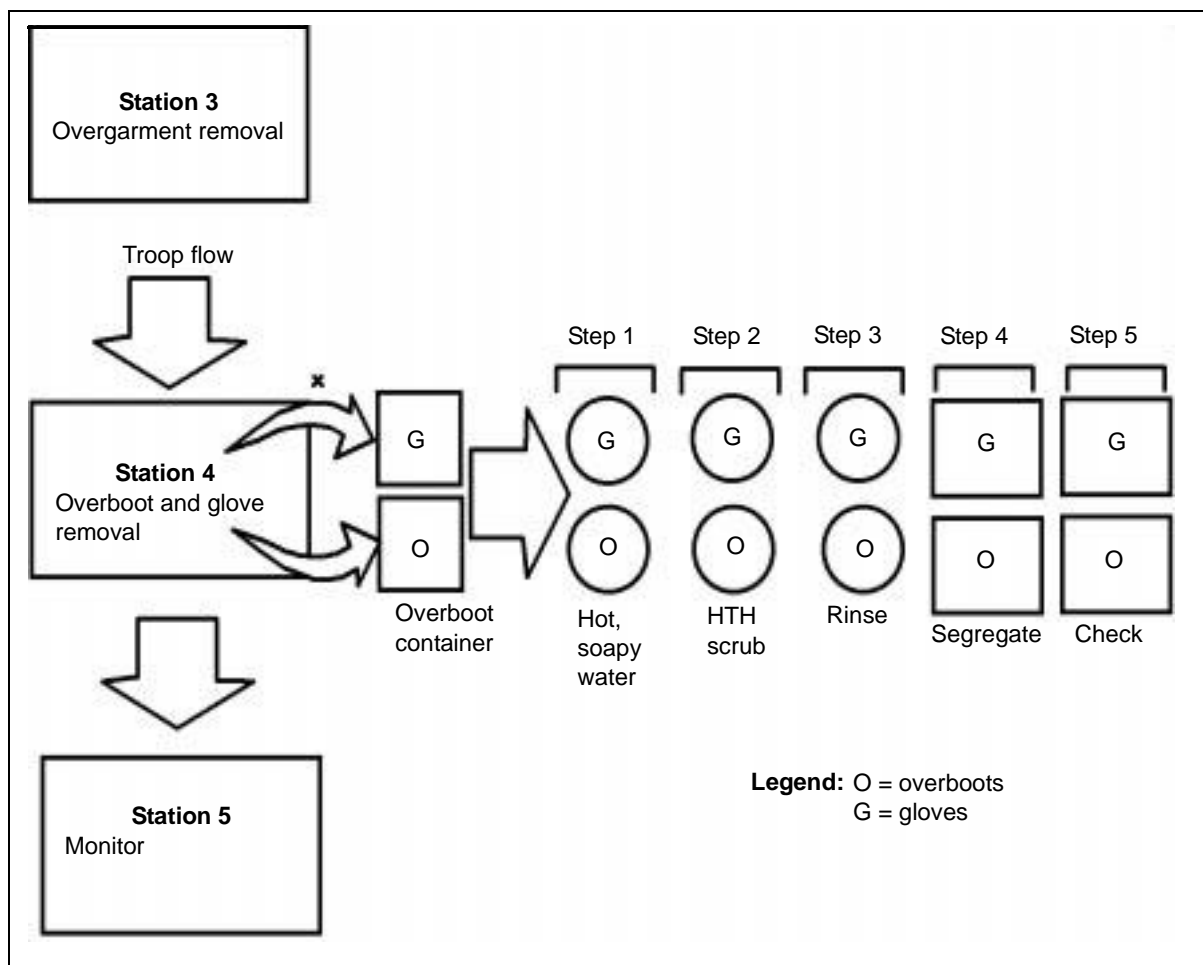 Station 3
Overgarment removal
Troop flow
Step 1
Step 2
Step 3
Step 4
Step 5
x
G
G
G
G
G
G
Station 4
Overboot and glove
removal
O
O
O
O
O
O
Overboot
container
Hot,
soapy
water
HTH
scrub
Rinse
Segregate
Check
Station 5
Monitor
Legend: O = overboots
G = gloves